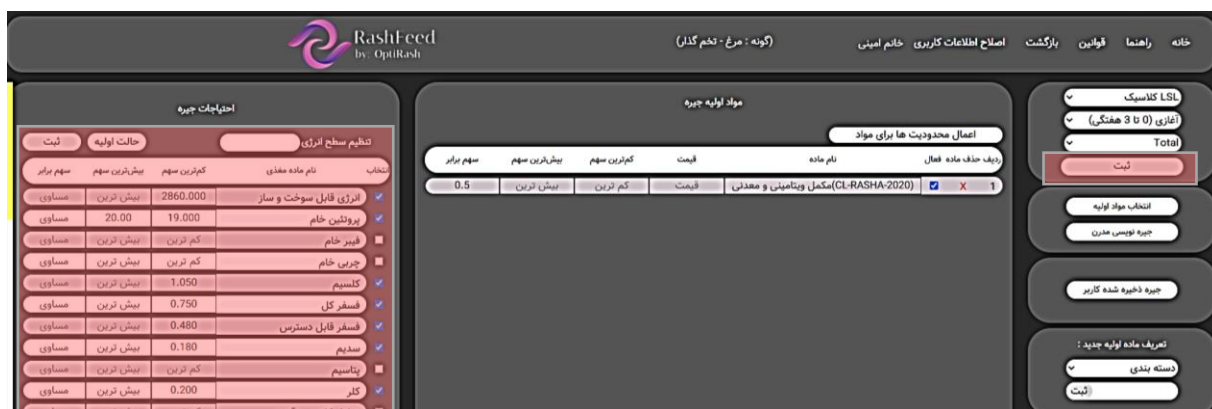 خانه راهنما قوانین بازگشت اصلاح اطلاعات کاربری خانم امینی (گونه : مرغ - تخم گذار) RashFeed
by: OptiRash
LSL کلاسیک
آغازی (0 تا 3 هفتگی)
Total
ثبت
انتخاب مواد اولیه
جیره نویسی مدرن
جیره ذخیره شده کاربر
تعریف ماده اولیه جدید :
دسته بندی
ثبت
مواد اولیه جیره
اعمال محدودیت ها برای مواد
ردیف حذف ماده فعال نام ماده قیمت کم‌ترین سهم بیش‌ترین سهم سهم برابر
1 X (CL-RASHA-2020)مکمل ویتامینی و معدنی قیمت کم ترین بیش ترین 0.5
احتیاجات جیره
تنظیم سطح انرژی حالت اولیه ثبت
انتخاب نام ماده مغذی کم‌ترین سهم بیش‌ترین سهم سهم برابر
انرژی قابل سوخت و ساز 2860.000 بیش ترین مساوی
پروتئین خام 19.000 20.00 مساوی
فیبر خام کم ترین بیش ترین مساوی
چربی خام کم ترین بیش ترین مساوی
کلسیم 1.050 بیش ترین مساوی
فسفر کل 0.750 بیش ترین مساوی
فسفر قابل دسترس 0.480 بیش ترین مساوی
سدیم 0.180 بیش ترین مساوی
پتاسیم کم ترین بیش ترین مساوی
کلر 0.200 بیش ترین مساوی